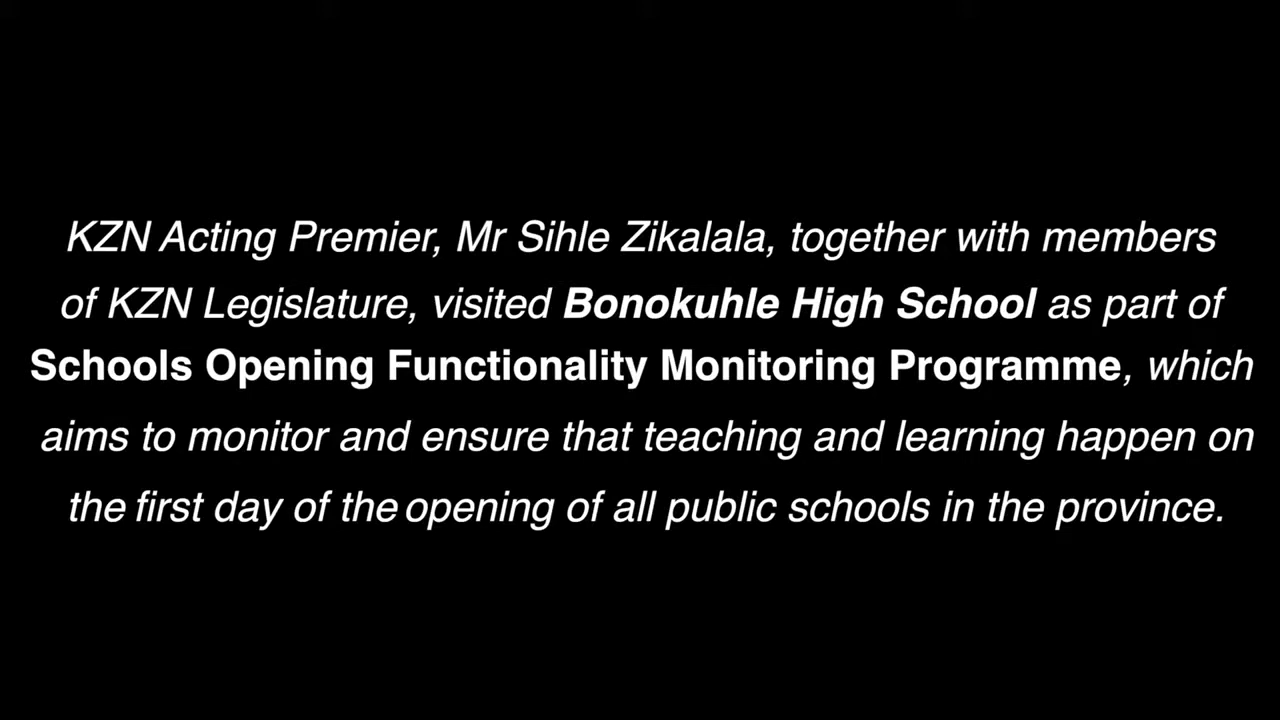 KZN Acting Premier, Mr Sihle Zikalala, together with members
of KZN Legislature, visited Bonokuhle High School as part of
Schools Opening Functionality Monitoring Programme, which
aims to monitor and ensure that teaching and learning happen on
the first day of the opening of all public schools in the province.